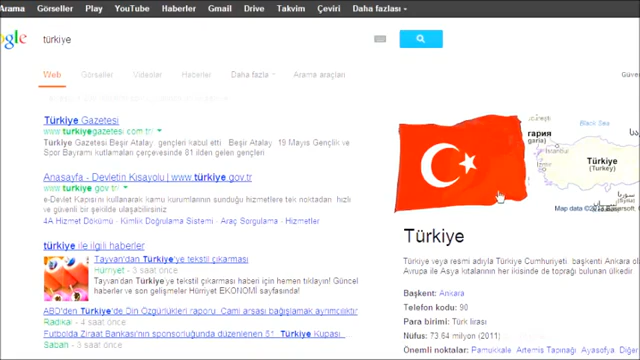 Arama Görseller Play YouTube Haberler Gmail Drive Takvim Çeviri Daha fazlası
türkiye
Web Görseller Videolar Haberler Daha fazla Arama araçları
Türkiye Gazetesi
www.turkiyegazetesi.com.tr/
Türkiye Gazetesi Beşir Atalay, gençleri kabul etti Beşir Atalay 19 Mayıs Gençlik ve
Spor Bayramı kutlamaları çerçevesinde 81 ilden gelen gençleri
Anasayfa - Devletin Kısayolu | www.türkiye.gov.tr
www.turkiye.gov.tr/
e-Devlet Kapısı'nı kullanarak kamu kurumlarının sunduğu hizmetlere tek noktadan hızlı
ve güvenli bir şekilde ulaşabilirsiniz
4A Hizmet Dökümü - Kimlik Doğrulama Sistemi - Araç Sorgulama - Hizmetler
türkiye ile ilgili haberler
Tayvan'dan Türkiye'ye tekstil çıkarması
Hürriyet - 3 saat önce
Tayvan'dan Türkiye'ye tekstil çıkarması haberi için hemen tıklayın! Güncel
haberler ve son gelişmeler Hürriyet EKONOMİ sayfasında!
ABD'den Türkiye'de Din Özgürlükleri raporu. Cami arsası bağışlamak ayrımcılıktır
Radikal - 4 saat önce
Futbolda Ziraat Bankası'nın sponsorluğunda düzenlenen 51. Türkiye Kupası
Sabah - 3 saat önce
Black Sea
Istanbul
Türkiye
(Turkey)
Türkiye
Türkiye veya resmi adıyla Türkiye Cumhuriyeti, başkenti Ankara
Avrupa ile Asya kıtalarının her ikisinde de toprağı bulunan ülkedir
Başkent: Ankara
Telefon kodu: 90
Para birimi: Türk lirası
Nüfus: 73.64 milyon (2011)
Önemli noktalar: Pamukkale, Artemis Tapınağı, Ayasofya, Diğer